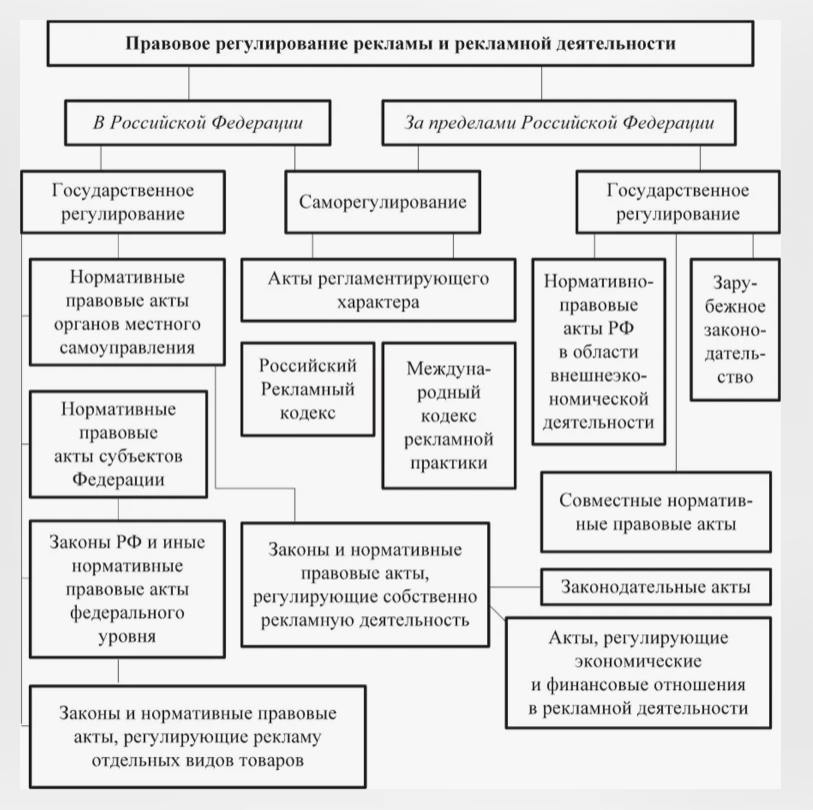 Правовое регулирование рекламы и рекламной деятельности
В Российской Федерации
За пределами Российской Федерации
Государственное
регулирование
Саморегулирование
Государственное
регулирование
Нормативные
правовые акты
органов местного
самоуправления
Акты регламентирующего
характера
Нормативно-
правовые
акты РФ
в области
внешнеэко-
номической
деятельности
Зару-
бежное
законо-
датель-
ство
Российский
Рекламный
кодекс
Междуна-
родный
кодекс
рекламной
практики
Нормативные
правовые
акты субъектов
Федерации
Совместные норматив-
ные правовые акты
Законы РФ и иные
нормативные
правовые акты
федерального
уровня
Законы и нормативные
правовые акты,
регулирующие собственно
рекламную деятельность
Законодательные акты
Акты, регулирующие
экономические
и финансовые отношения
в рекламной деятельности
Законы и нормативные правовые
акты, регулирующие рекламу
отдельных видов товаров